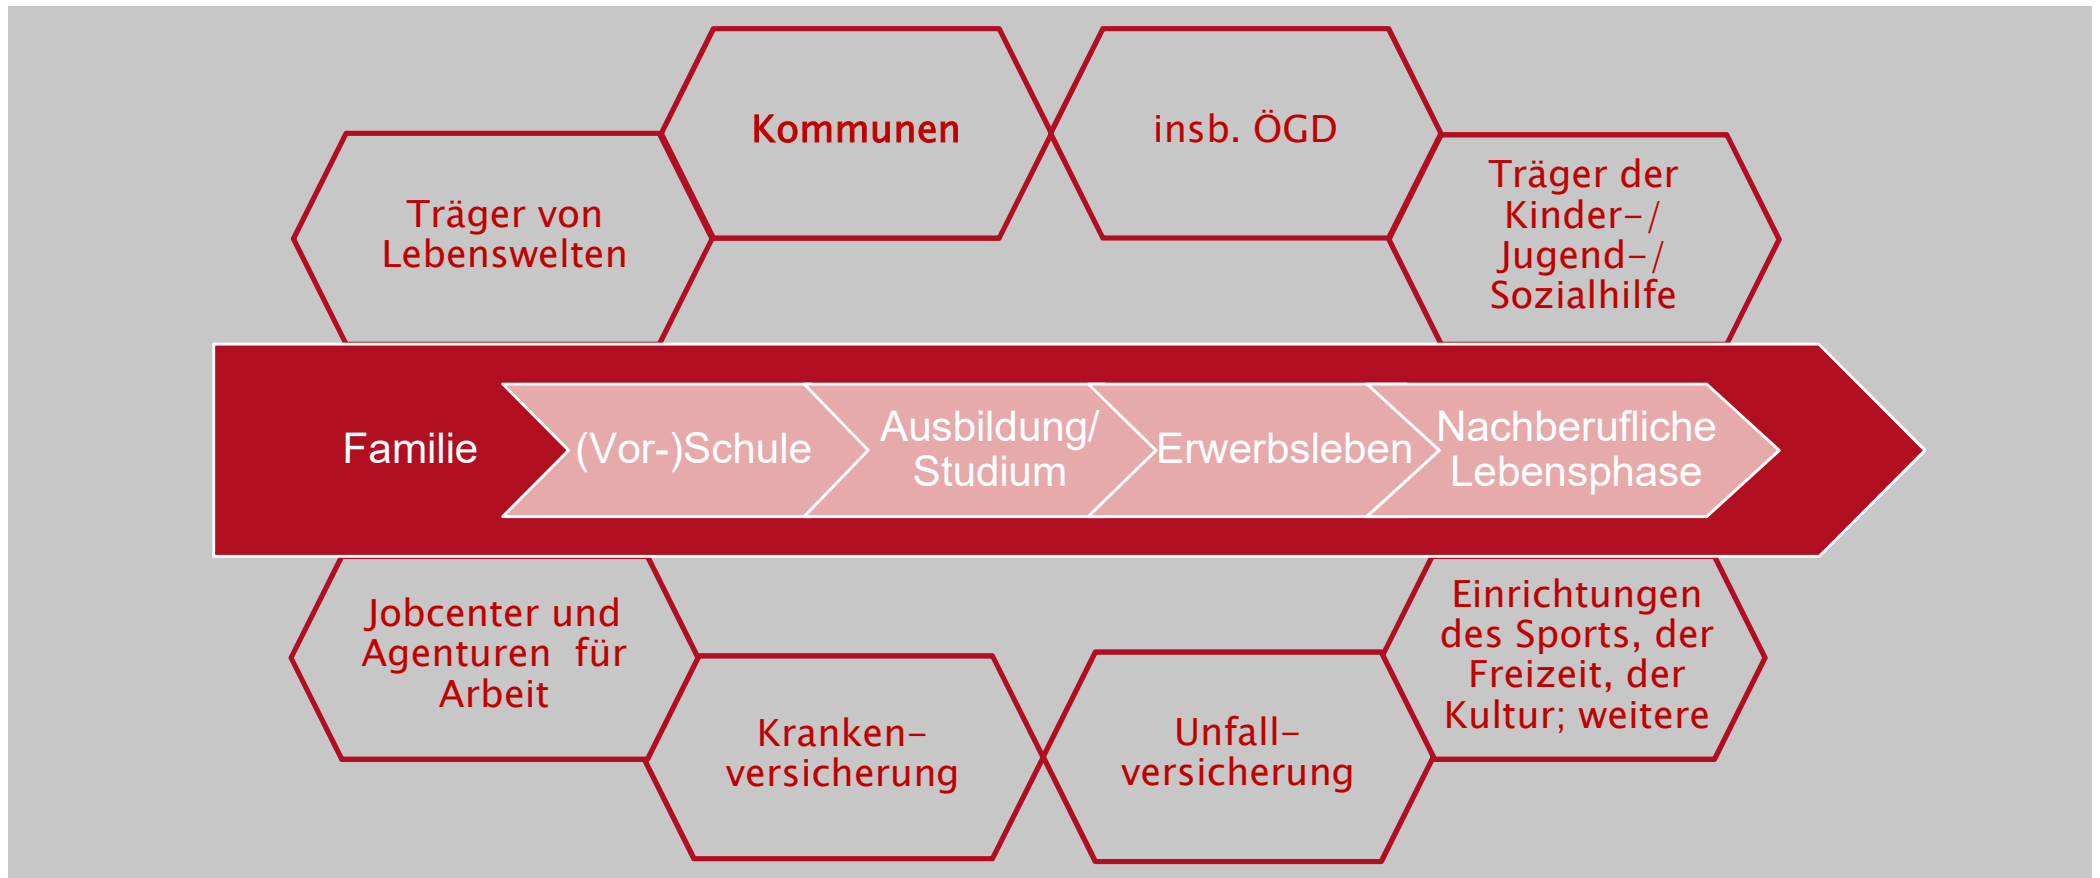 Kommunen
insb. ÖGD
Träger von
Lebenswelten
Träger der
Kinder-/
Jugend-/
Sozialhilfe
Familie
(Vor-)Schule
Ausbildung/
Studium
Erwerbsleben
Nachberufliche
Lebensphase
Jobcenter und
Agenturen  für
Arbeit
Kranken-
versicherung
Unfall-
versicherung
Einrichtungen
des Sports, der
Freizeit, der
Kultur; weitere